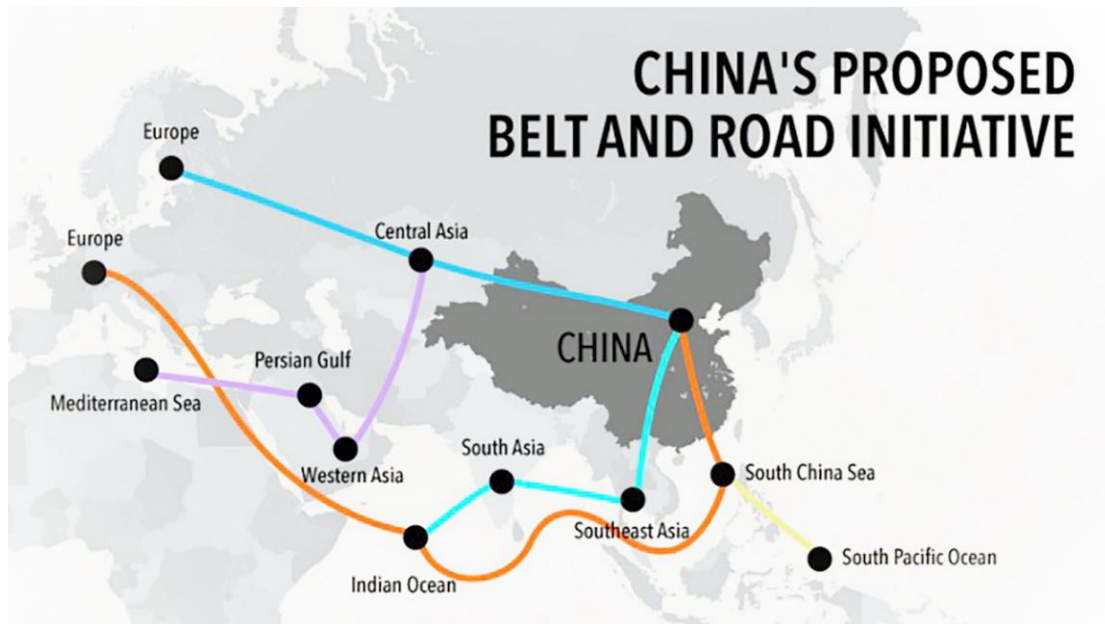 CHINA'S PROPOSED
BELT AND ROAD INITIATIVE
Europe
Europe
Central Asia
CHINA
Persian Gulf
Mediterranean Sea
Western Asia
South Asia
South China Sea
Southeast Asia
South Pacific Ocean
Indian Ocean